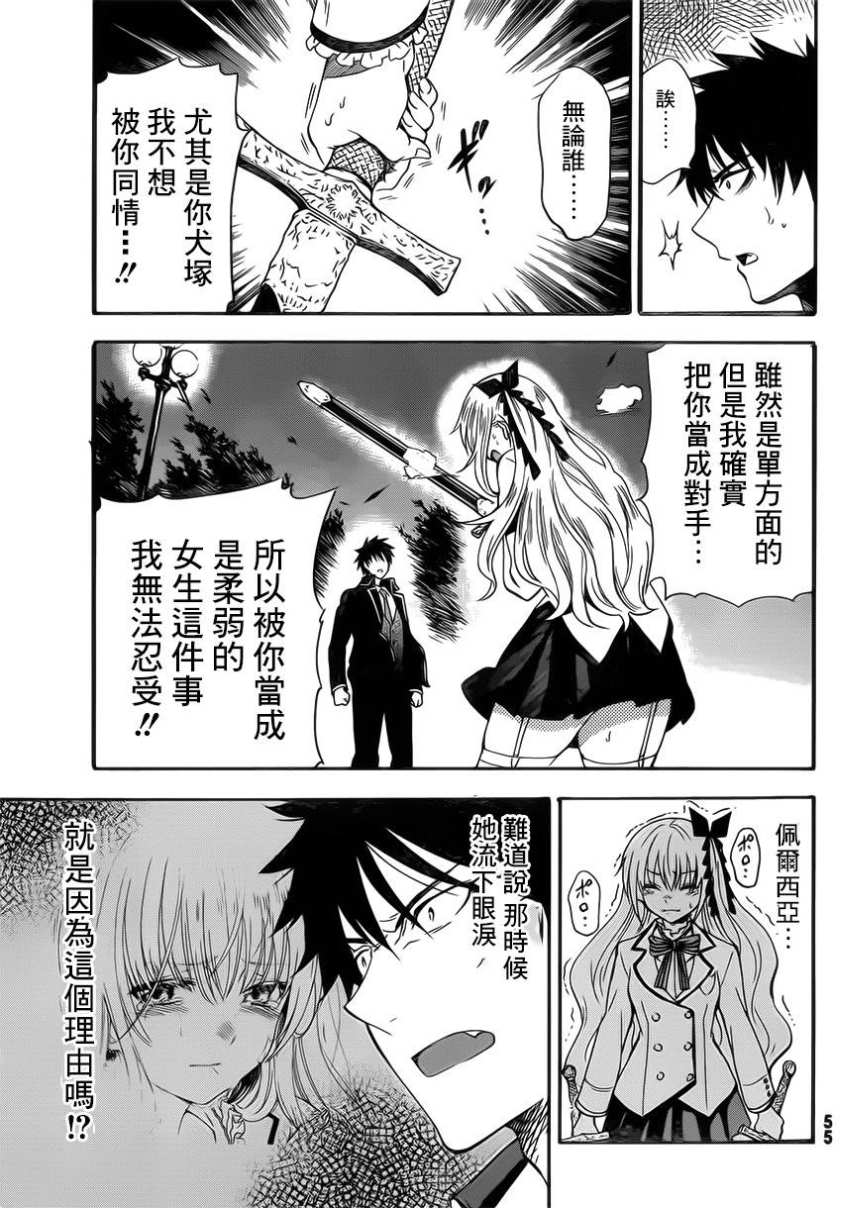 誒……
無論誰……
尤其是你犬塚
我不想
被你同情…!!
雖然是單方面的
但是我確實
把你當成對手…
所以被你當成
是柔弱的
女生這件事
我無法忍受!!
佩爾西亞…
ポロ…
ポロ…
難道說 那時候
她流下眼淚
就是因為這個理由嗎!?
55